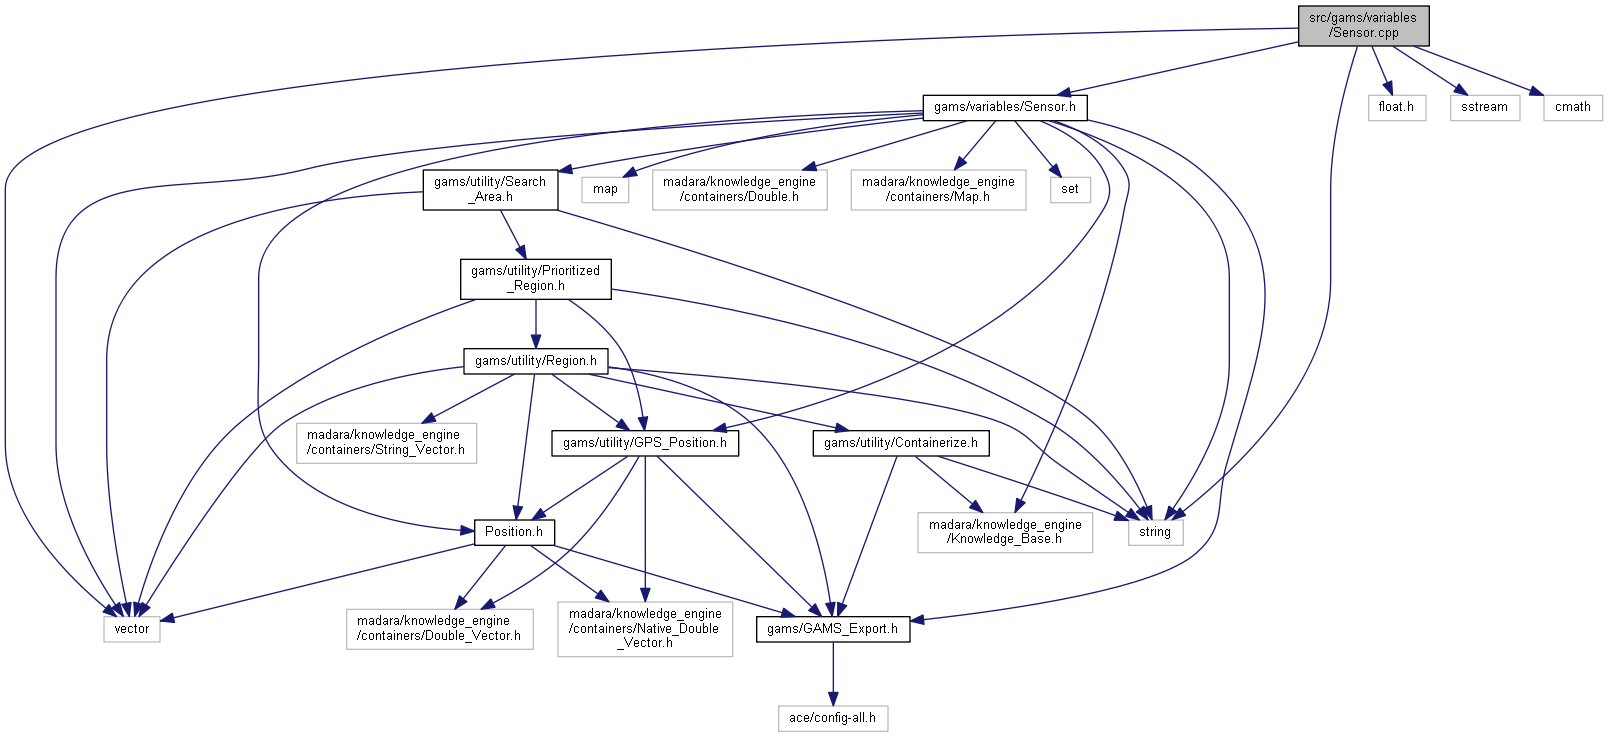 src/gams/variables
/Sensor.cpp
gams/variables/Sensor.h
float.h
sstream
cmath
gams/utility/Search
_Area.h
map
madara/knowledge_engine
/containers/Double.h
madara/knowledge_engine
/containers/Map.h
set
gams/utility/Prioritized
_Region.h
gams/utility/Region.h
madara/knowledge_engine
/containers/String_Vector.h
gams/utility/GPS_Position.h
gams/utility/Containerize.h
Position.h
madara/knowledge_engine
/Knowledge_Base.h
string
vector
madara/knowledge_engine
/containers/Double_Vector.h
madara/knowledge_engine
/containers/Native_Double
_Vector.h
gams/GAMS_Export.h
ace/config-all.h